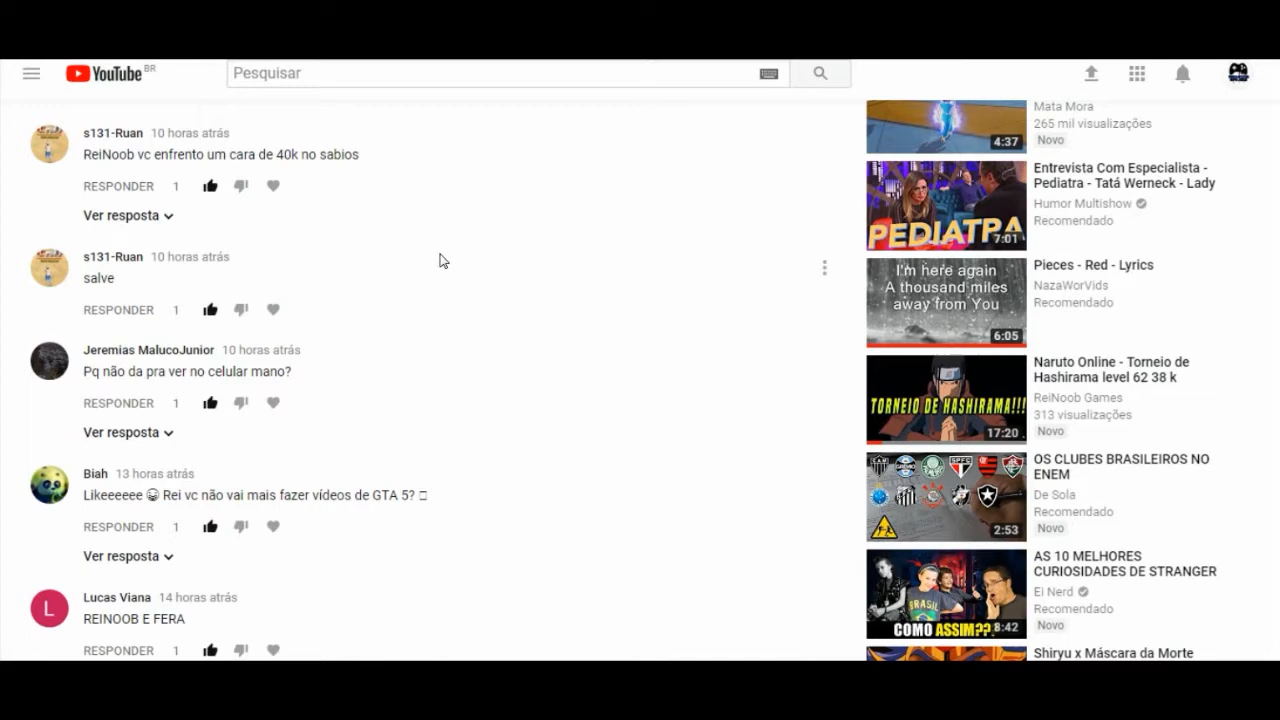 YouTube BR
Pesquisar
s131-Ruan 10 horas atrás
ReiNoob vc enfrento um cara de 40k no sabios
RESPONDER 1
Ver resposta
s131-Ruan 10 horas atrás
salve
RESPONDER 1
Jeremias MalucoJunior 10 horas atrás
Pq não da pra ver no celular mano?
RESPONDER 1
Ver resposta
Biah 13 horas atrás
Likeeeeee 😀 Rei vc não vai mais fazer vídeos de GTA 5?
RESPONDER 1
Ver resposta
L
Lucas Viana 14 horas atrás
REINOOB E FERA
RESPONDER 1
4:37
Mata Mora
265 mil visualizações
Novo
PEDIATRA
7:01
Entrevista Com Especialista -
Pediatra - Tatá Werneck - Lady
Humor Multishow
Recomendado
I'm here again
A thousand miles
away from You
6:05
Pieces - Red - Lyrics
NazaWorVids
Recomendado
TORNEIO DE HASHIRAMA!!!
17:20
Naruto Online - Torneio de
Hashirama level 62 38 k
ReiNoob Games
313 visualizações
Novo
2:53
OS CLUBES BRASILEIROS NO
ENEM
De Sola
Recomendado
Novo
BRASIL
COMO ASSIM??
8:42
AS 10 MELHORES
CURIOSIDADES DE STRANGER
Ei Nerd
Recomendado
Novo
Shiryu x Máscara da Morte